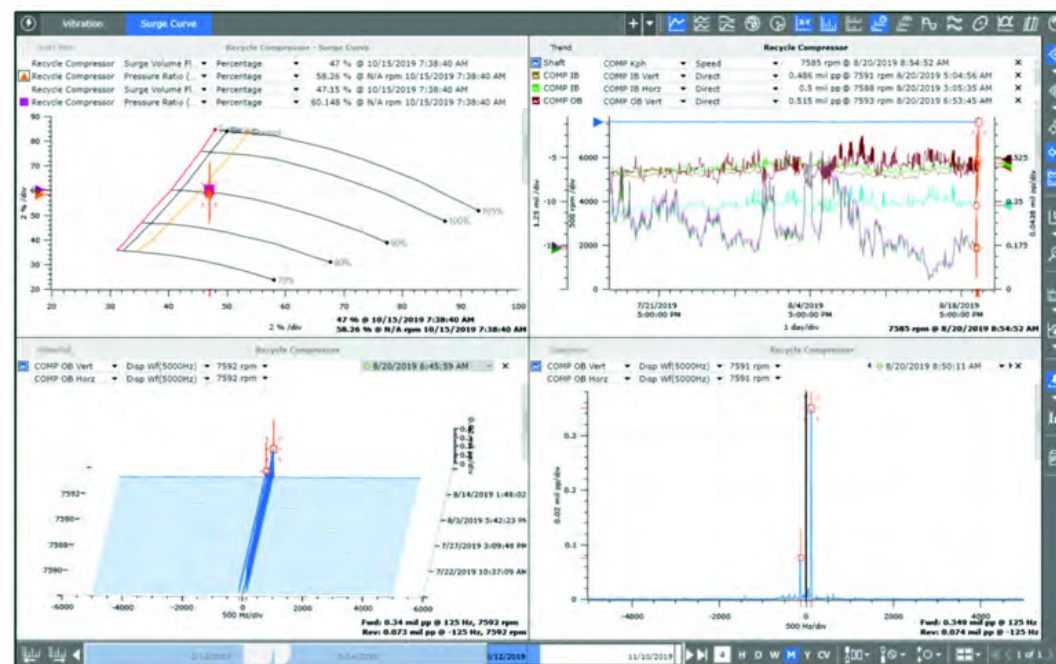 Vibration
Surge Curve
Recycle Compressor - Surge Curve
Recycle Compressor Surge Volume Fl... Percentage 47 % @ 10/15/2019 7:38:40 AM
Recycle Compressor Pressure Ratio (... Percentage 58.26 % @ N/A rpm 10/15/2019 7:38:40 AM
Recycle Compressor Surge Volume Fl... Percentage 47.15 % @ 10/15/2019 7:38:40 AM
Recycle Compressor Pressure Ratio (... Percentage 60.148 % @ N/A rpm 10/15/2019 7:38:40 AM
90
80
70
60
50
40
30
20
2 % /div
Control
105%
100%
90%
80%
70%
20 30 40 50 60 70 80 90 100
2 % /div
47 % @ 10/15/2019 7:38:40 AM
58.26 % @ N/A rpm 10/15/2019 7:38:40 AM
Trend
Recycle Compressor
Shaft COMP Kph Speed 7585 rpm @ 8/20/2019 8:54:52 AM
COMP IB COMP IB Vert Direct 0.486 mil pp @ 7591 rpm 8/20/2019 5:04:56 AM
COMP IB COMP IB Horz Direct 0.5 mil pp @ 7588 rpm 8/20/2019 3:05:35 AM
COMP OB COMP OB Vert Direct 0.515 mil pp @ 7593 rpm 8/20/2019 6:53:45 AM
1.25 mil /div
-5
-10
500 rpm /div
6000
4000
2000
0
0.525
0.35
0.175
0
0.0438 mil pp/div
7/21/2019 8/4/2019 8/18/2019
5:00:00 PM 5:00:00 PM 5:00:00 PM
1 day/div
7585 rpm @ 8/20/2019 8:54:52 AM
Recycle Compressor
COMP OB Vert Disp Wf(5000Hz) 7592 rpm 8/20/2019 6:45:59 AM
COMP OB Horz Disp Wf(5000Hz) 7592 rpm
7592
7590
7588
7590
8/14/2019 1:48:02
8/3/2019 5:42:23 PM
7/27/2019 3:09:46 PM
7/22/2019 10:37:09 AM
-6000 -4000 -2000 0 2000 4000 6000
500 Hz/div
Fwd: 0.34 mil pp @ 125 Hz, 7592 rpm
Rev: 0.073 mil pp @ -125 Hz, 7592 rpm
Recycle Compressor
COMP OB Vert Disp Wf(5000Hz) 7591 rpm 8/20/2019 8:50:11 AM
COMP OB Horz Disp Wf(5000Hz) 7591 rpm
0.3
0.2
0.1
0
0.02 mil pp/div
-4000 -2000 0 2000 4000
500 Hz/div
Fwd: 0.349 mil pp @ 125 Hz
Rev: 0.074 mil pp @ -125 Hz
11/10/2019
H D W M Y CV
1 of 1